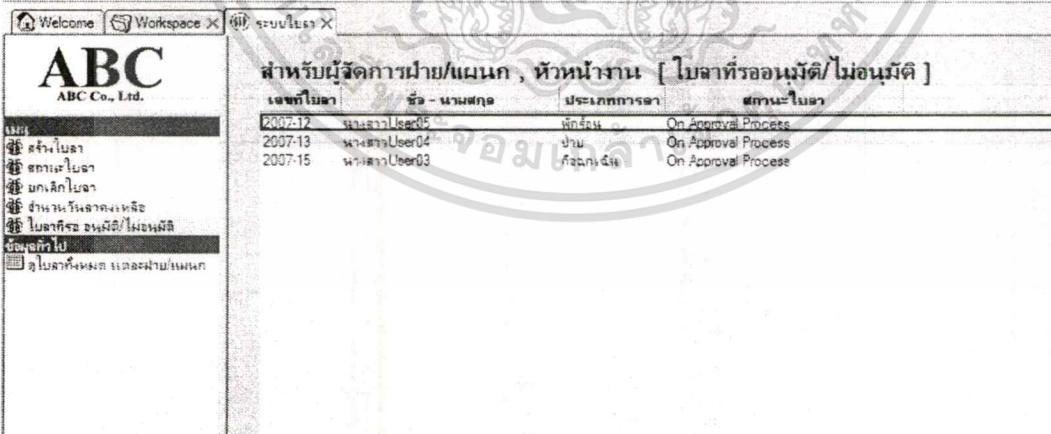 Welcome Workspace ระบบใบลา
ABC
ABC Co., Ltd.
เมนู
สร้างใบลา
สถานะใบลา
ยกเลิกใบลา
จำนวนวันลาคงเหลือ
ใบลาที่รอ อนุมัติ/ไม่อนุมัติ
ข้อมูลทั่วไป
ดูใบลาทั้งหมด แต่ละฝ่าย/แผนก
สำหรับผู้จัดการฝ่าย/แผนก , หัวหน้างาน [ ใบลาที่รออนุมัติ/ไม่อนุมัติ ]
เลขที่ใบลา ชื่อ - นามสกุล ประเภทการลา สถานะใบลา
2007-12 นางสาวUser05 พักร้อน On Approval Process
2007-13 นางสาวUser04 ป่วย On Approval Process
2007-15 นางสาวUser03 กิจฉุกเฉิน On Approval Process